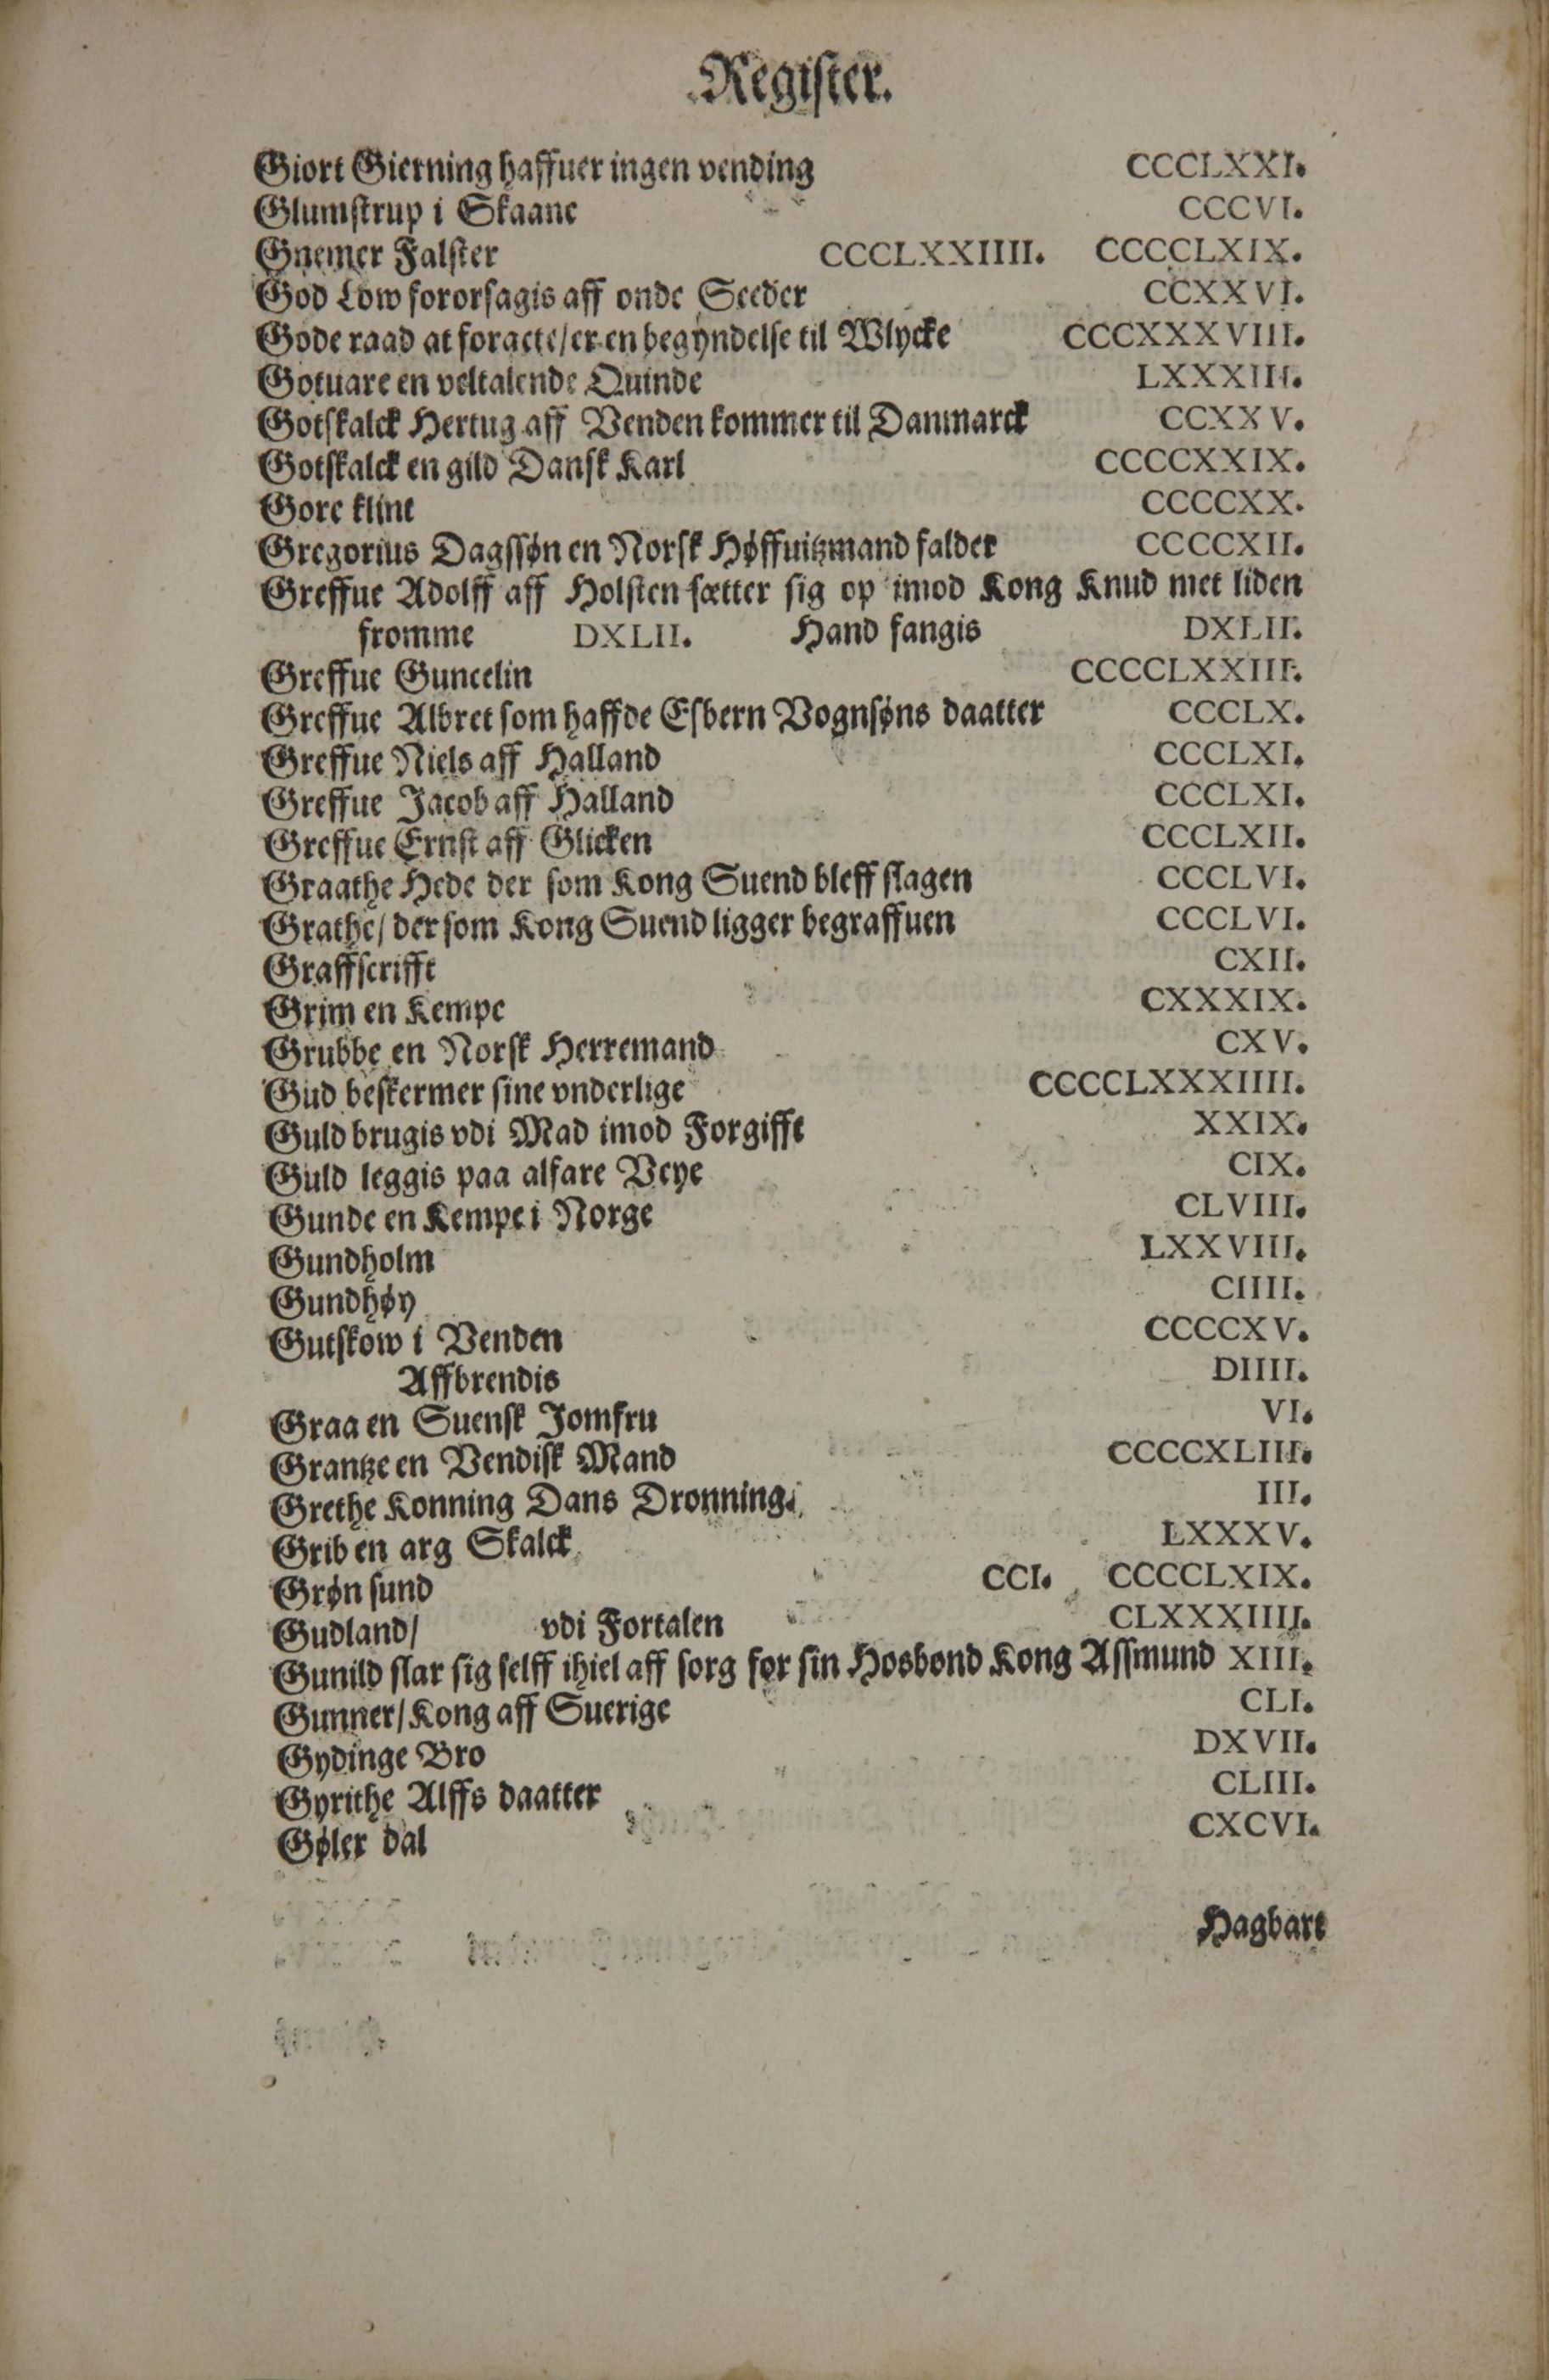 Register.
Giort Gierning haffuer ingen vending CCCLXXI.
Glumstrup i Skaane CCCVI.
Gnemer Falster CCCLXXIIII. CCCCCLXIX.
God Low fororsagis aff onde Seeder CCXXVI.
Gode raad at foracte/ er en begyndelse til Wlycke CCCXXXVIII.
Gotuare en veltalende Quinde LXXXIII.
Gotskalck Hertug aff Venden kommer til Danmarck CCXXV.
Gotskalck en gild Dansk Karl CCCCXXIX.
Gore klint CCCCXX.
Gregorius Dagssøn en Norsk Høffuitzmand falder CCCCXII.
Greffue Adolff aff Holsten sætter sig op imod Kong Knud met liden
fromme DXLII. Hand fangis DXLII.
Greffue Guncelin CCCCCLXXIII.
Greffue Albret som haffde Esbern Vognsøns daatter CCCLX.
Greffue Niels aff Halland CCCLXI.
Greffue Jacob aff Halland CCCLXI.
Greffue Ernst aff Glicken CCCLXII.
Graathe Hede der som Kong Suend bleff slagen CCCLVI.
Grathe/ der som Kong Suend ligger begraffuen CCCLVI.
Graffscrifft CXII.
Grim en Kempe CXXXIX.
Grubbe en Norsk Herremand CXV.
Gud beskermer sine vnderlige CCCCCLXXXIIII.
Guld brugis vdi Mad imod Forgifft XXIX.
Guld leggis paa alfare Veye CIX.
Gunde en Kempe i Norge CLVIII.
Gundholm LXXVIII.
Gundhøy CIIII.
Gutskow i Venden CCCCXV.
Affbrendis DIIII.
Graa en Suensk Jomfru VI.
Grantze en Vendisk Mand CCCCXLIII.
Grethe Konning Dans Dronning. III.
Grib en arg Skalck LXXXV.
Grøn sund CCI. CCCCCLXIX.
Gudland/ vdi Fortalen CLXXXIIII.
Gunild slar sig selff ihiel aff sorg for sin Hosbond Kong Assmund XIII.
Gunner/ Kong aff Suerige CLI.
Gydinge Bro DXVII.
Gyrithe Alffs daatter CLIII.
Gøler dal CXCVI.
Hagbart